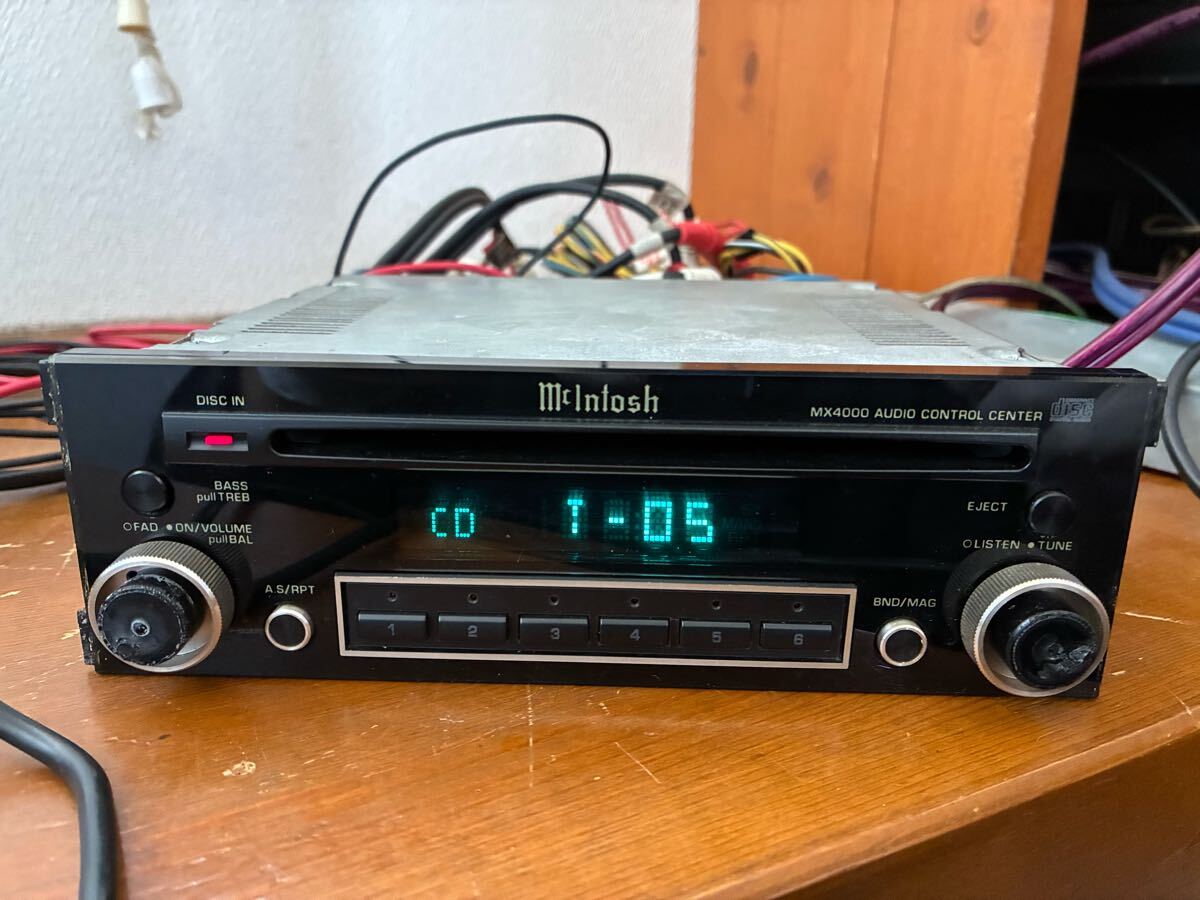 DISC IN
McIntosh
MX4000 AUDIO CONTROL CENTER
disc
BASS
pull TREB
EJECT
CD T-05
FAD ON/VOLUME
pull BAL
LISTEN TUNE
A.S/RPT
BND/MAG
1 2 3 4 5 6